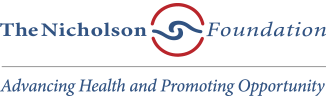 The Nicholson Foundation
Advancing Health and Promoting Opportunity